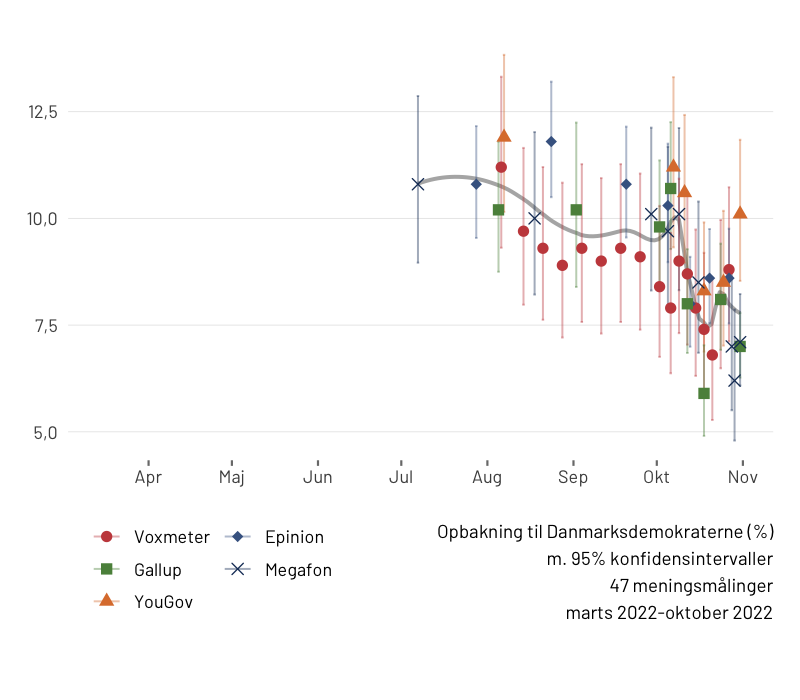 12,5
10,0
7,5
5,0
Apr Maj Jun Jul Aug Sep Okt Nov
Voxmeter Epinion
Gallup Megafon
YouGov
Opbakning til Danmarksdemokraterne (%)
m. 95% konfidensintervaller
47 meningsmålinger
marts 2022-oktober 2022